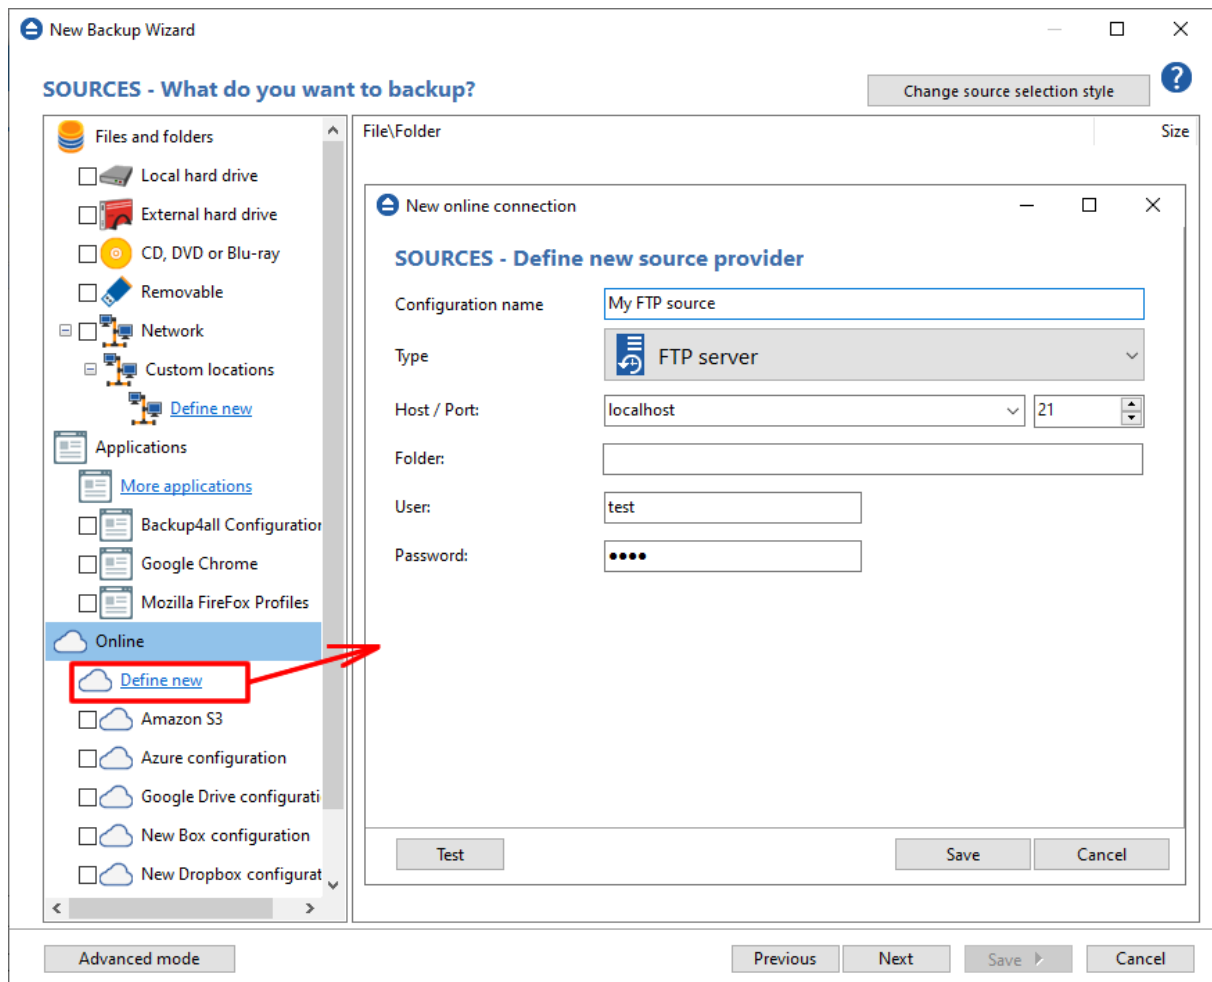 New Backup Wizard
SOURCES - What do you want to backup?
Change source selection style
?
Files and folders
Local hard drive
External hard drive
CD, DVD or Blu-ray
Removable
Network
Custom locations
Define new
Applications
More applications
Backup4all Configuration
Google Chrome
Mozilla FireFox Profiles
Online
Define new
Amazon S3
Azure configuration
Google Drive configurati
New Box configuration
New Dropbox configurat
File\Folder Size
New online connection
SOURCES - Define new source provider
Configuration name My FTP source
Type FTP server
Host / Port: localhost 21
Folder:
User: test
Password: ●●●●
Test Save Cancel
Advanced mode Previous Next Save Cancel